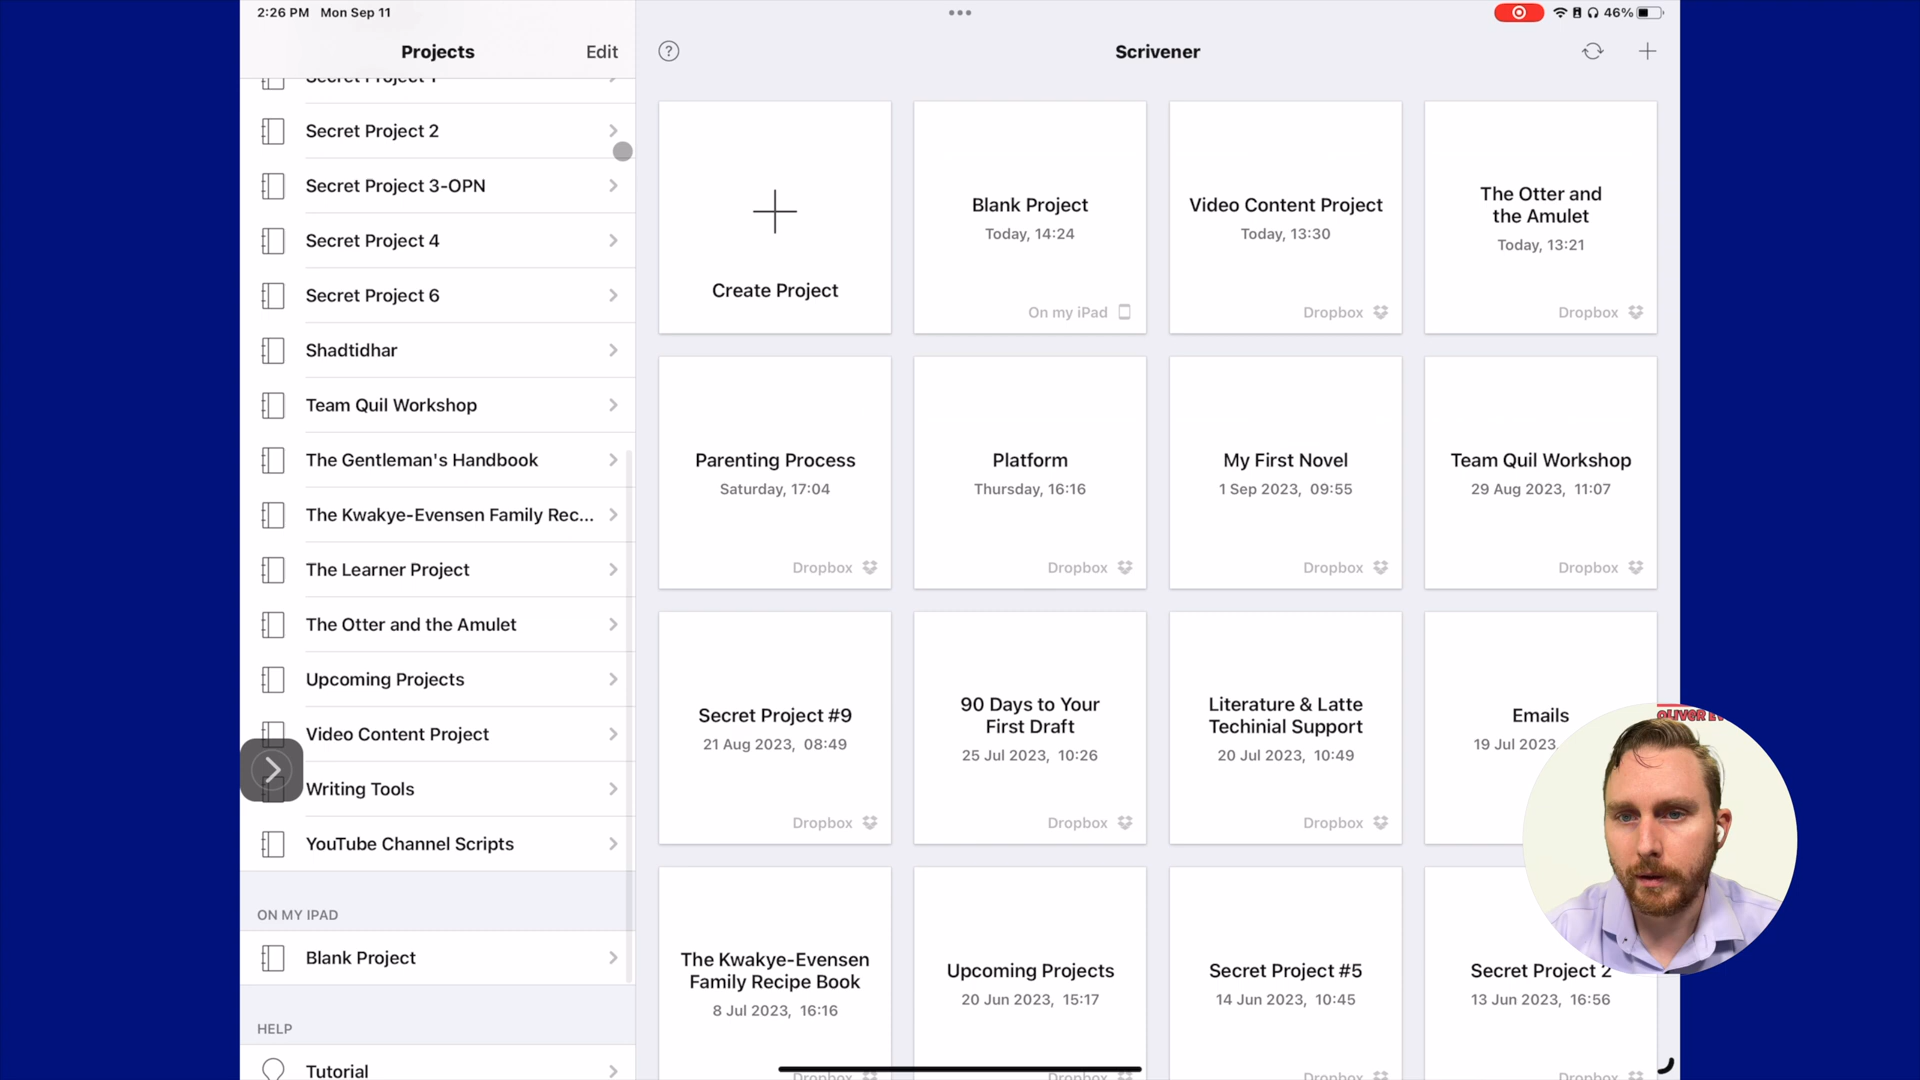 2:26 PM Mon Sep 11
46%
Projects
Edit
Scrivener
Secret Project 1
Secret Project 2
Secret Project 3-OPN
Secret Project 4
Secret Project 6
Shadtidhar
Team Quil Workshop
The Gentleman's Handbook
The Kwakye-Evensen Family Rec...
The Learner Project
The Otter and the Amulet
Upcoming Projects
Video Content Project
Writing Tools
YouTube Channel Scripts
ON MY IPAD
Blank Project
HELP
Tutorial
Create Project
Blank Project
Today, 14:24
On my iPad
Video Content Project
Today, 13:30
Dropbox
The Otter and
the Amulet
Today, 13:21
Dropbox
Parenting Process
Saturday, 17:04
Dropbox
Platform
Thursday, 16:16
Dropbox
My First Novel
1 Sep 2023, 09:55
Dropbox
Team Quil Workshop
29 Aug 2023, 11:07
Dropbox
Secret Project #9
21 Aug 2023, 08:49
Dropbox
90 Days to Your
First Draft
25 Jul 2023, 10:26
Dropbox
Literature & Latte
Techinial Support
20 Jul 2023, 10:49
Dropbox
Emails
19 Jul 2023,
OLIVER
The Kwakye-Evensen
Family Recipe Book
8 Jul 2023, 16:16
Dropbox
Upcoming Projects
20 Jun 2023, 15:17
Dropbox
Secret Project #5
14 Jun 2023, 10:45
Dropbox
Secret Project 2
13 Jun 2023, 16:56
Dropbox